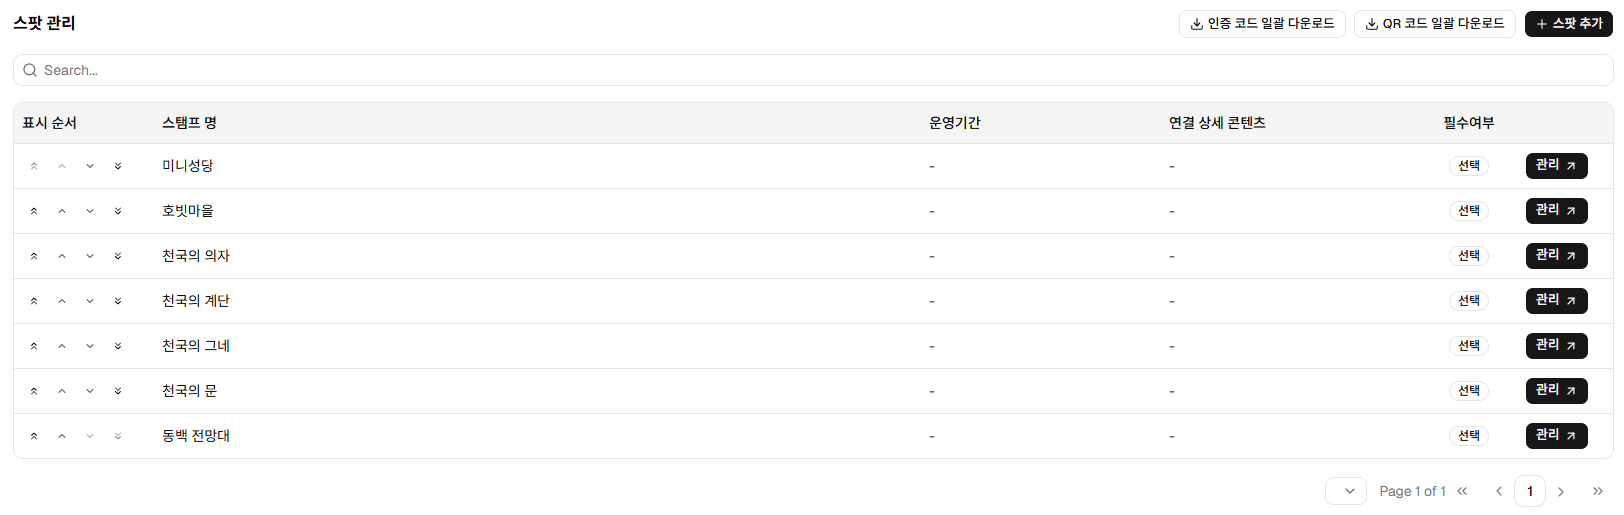 스팟 관리
인증 코드 일괄 다운로드 QR 코드 일괄 다운로드 + 스팟 추가
Search...
표시 순서 스탬프 명 운영기간 연결 상세 콘텐츠 필수여부
미니성당 - - 선택 관리
호빗마을 - - 선택 관리
천국의 의자 - - 선택 관리
천국의 계단 - - 선택 관리
천국의 그네 - - 선택 관리
천국의 문 - - 선택 관리
동백 전망대 - - 선택 관리
Page 1 of 1 1